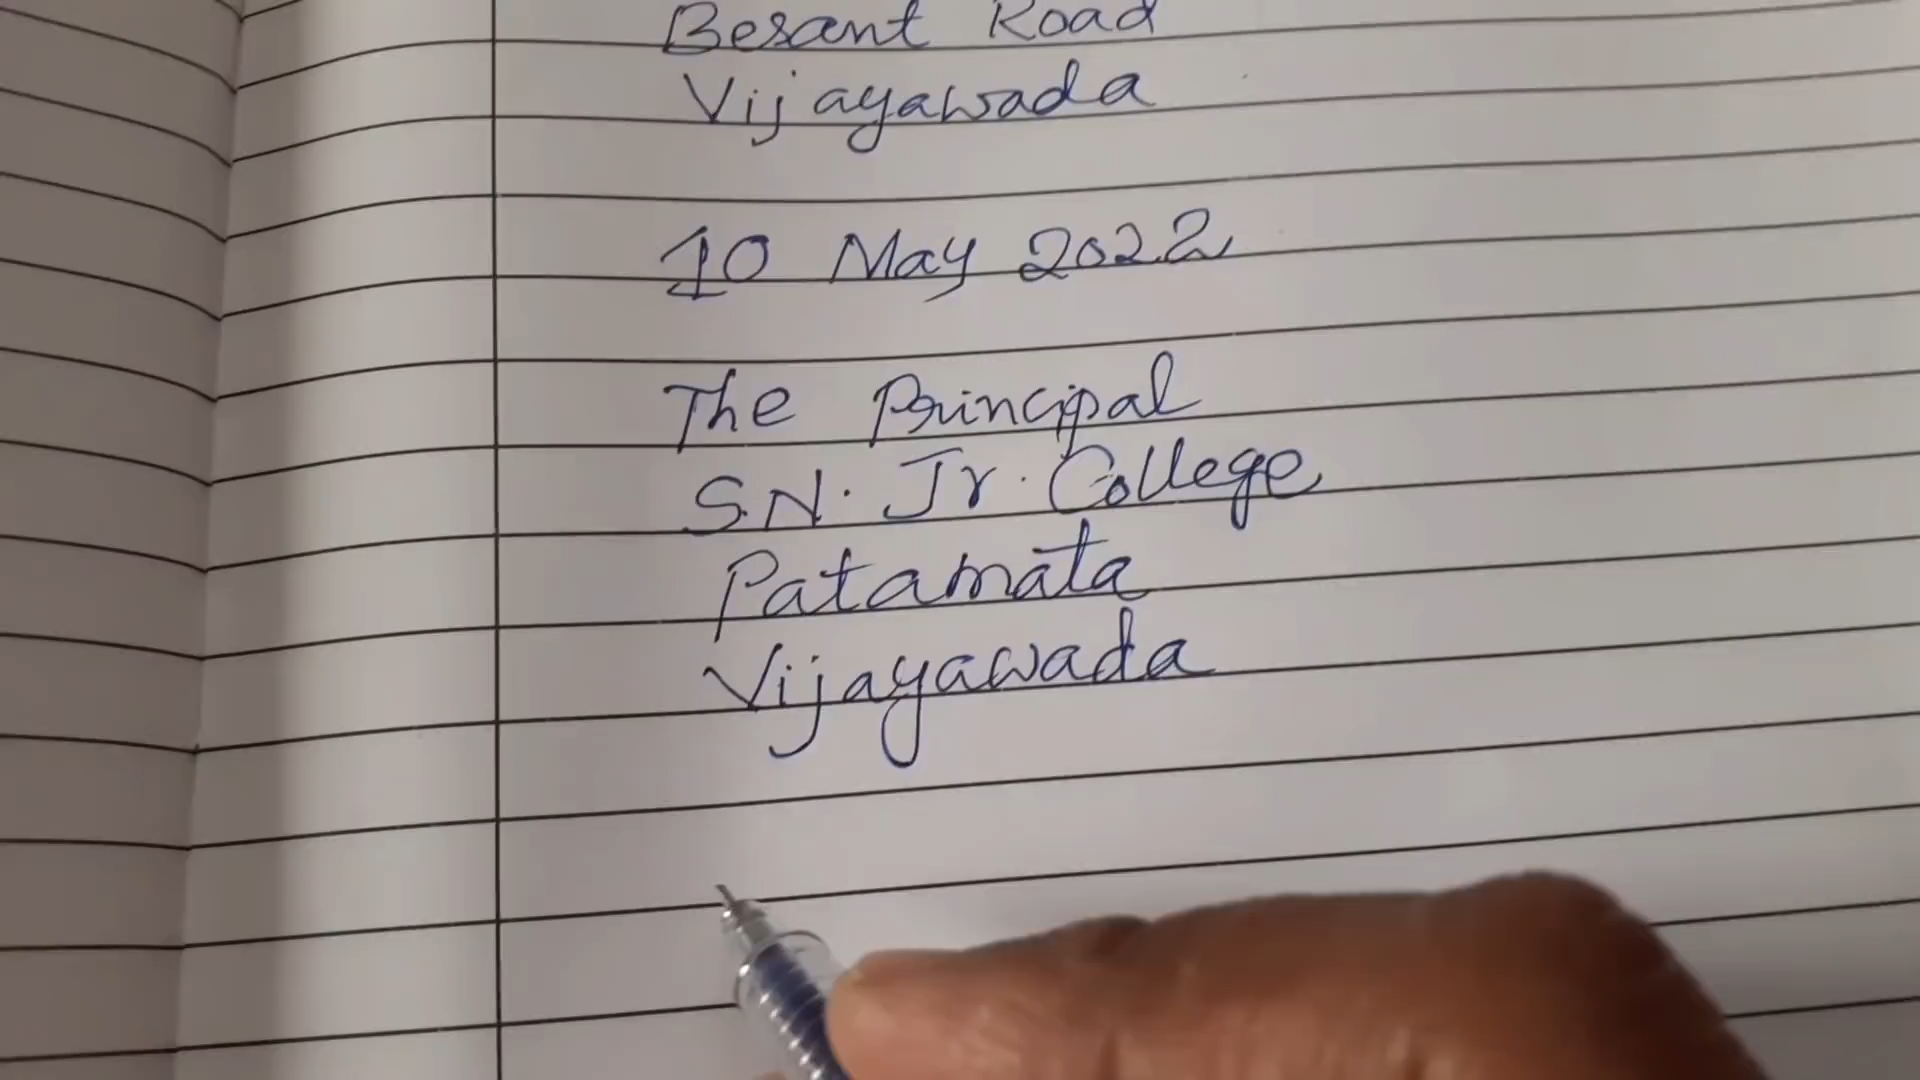 Besant Road
Vijayawada
10 May 2022
The Principal
S.N. Jr. College
Patamata
Vijayawada